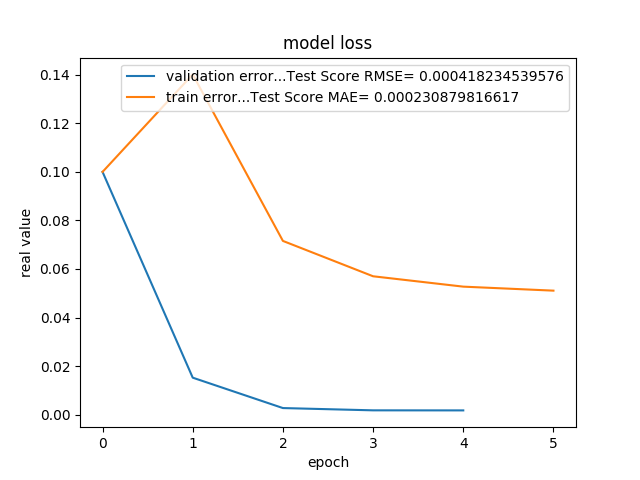 model loss
validation error...Test Score RMSE= 0.000418234539576
train error...Test Score MAE= 0.000230879816617
0.14
0.12
0.10
0.08
0.06
0.04
0.02
0.00
real value
0 1 2 3 4 5
epoch